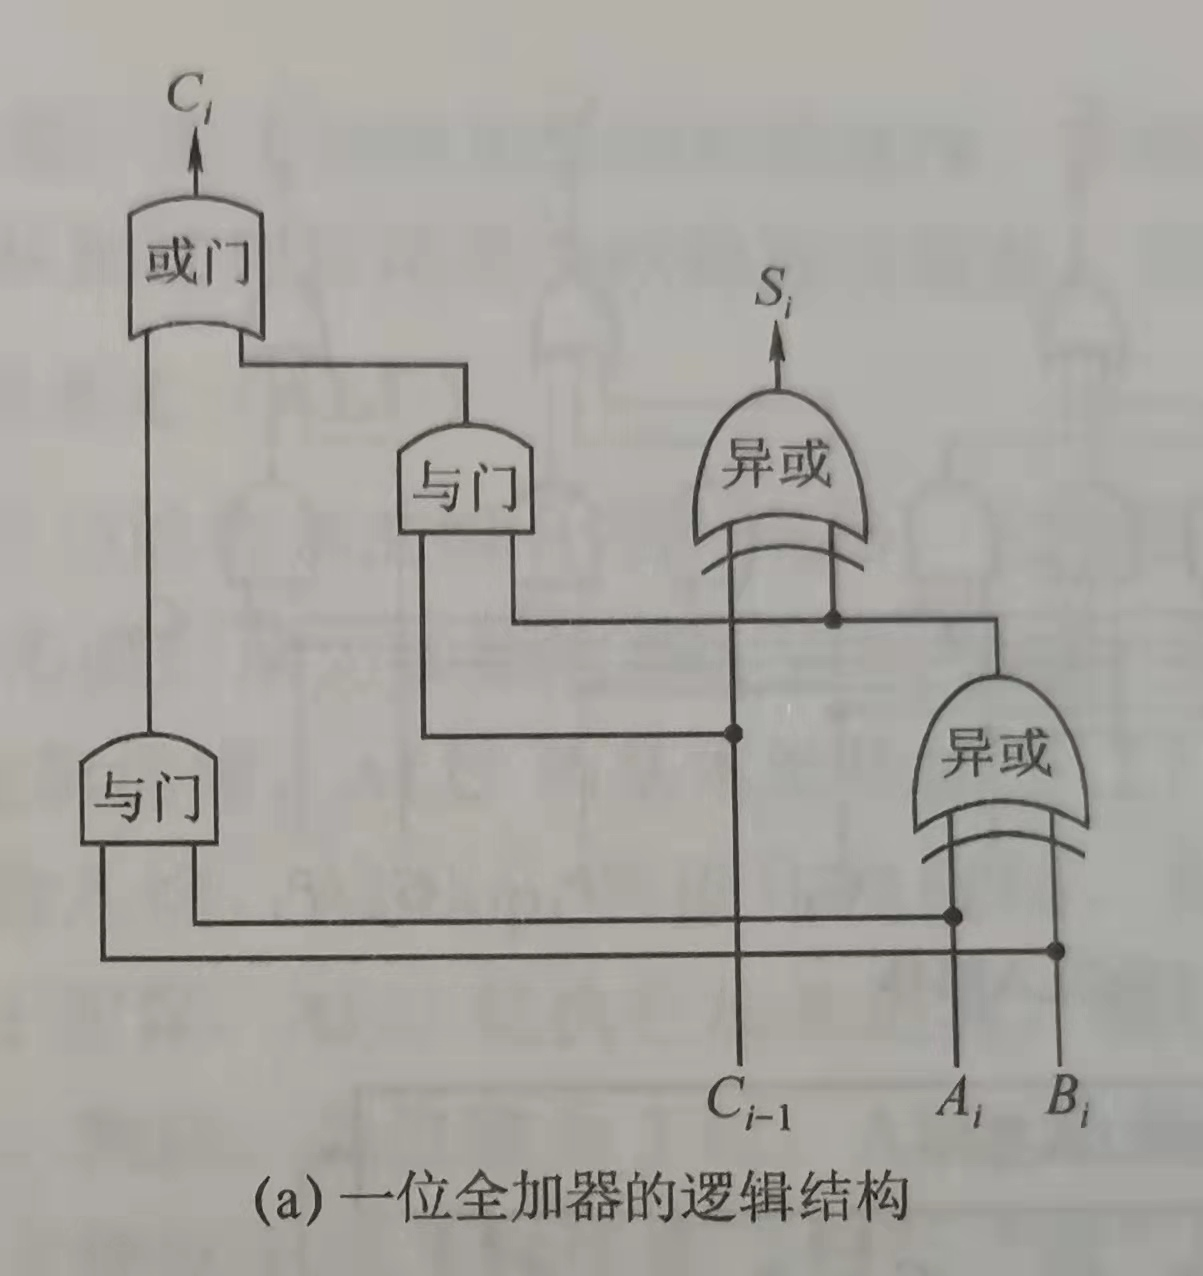 C_i
或门
S_i
异或
与门
异或
与门
C_{i-1}
A_i
B_i
(a) 一位全加器的逻辑结构